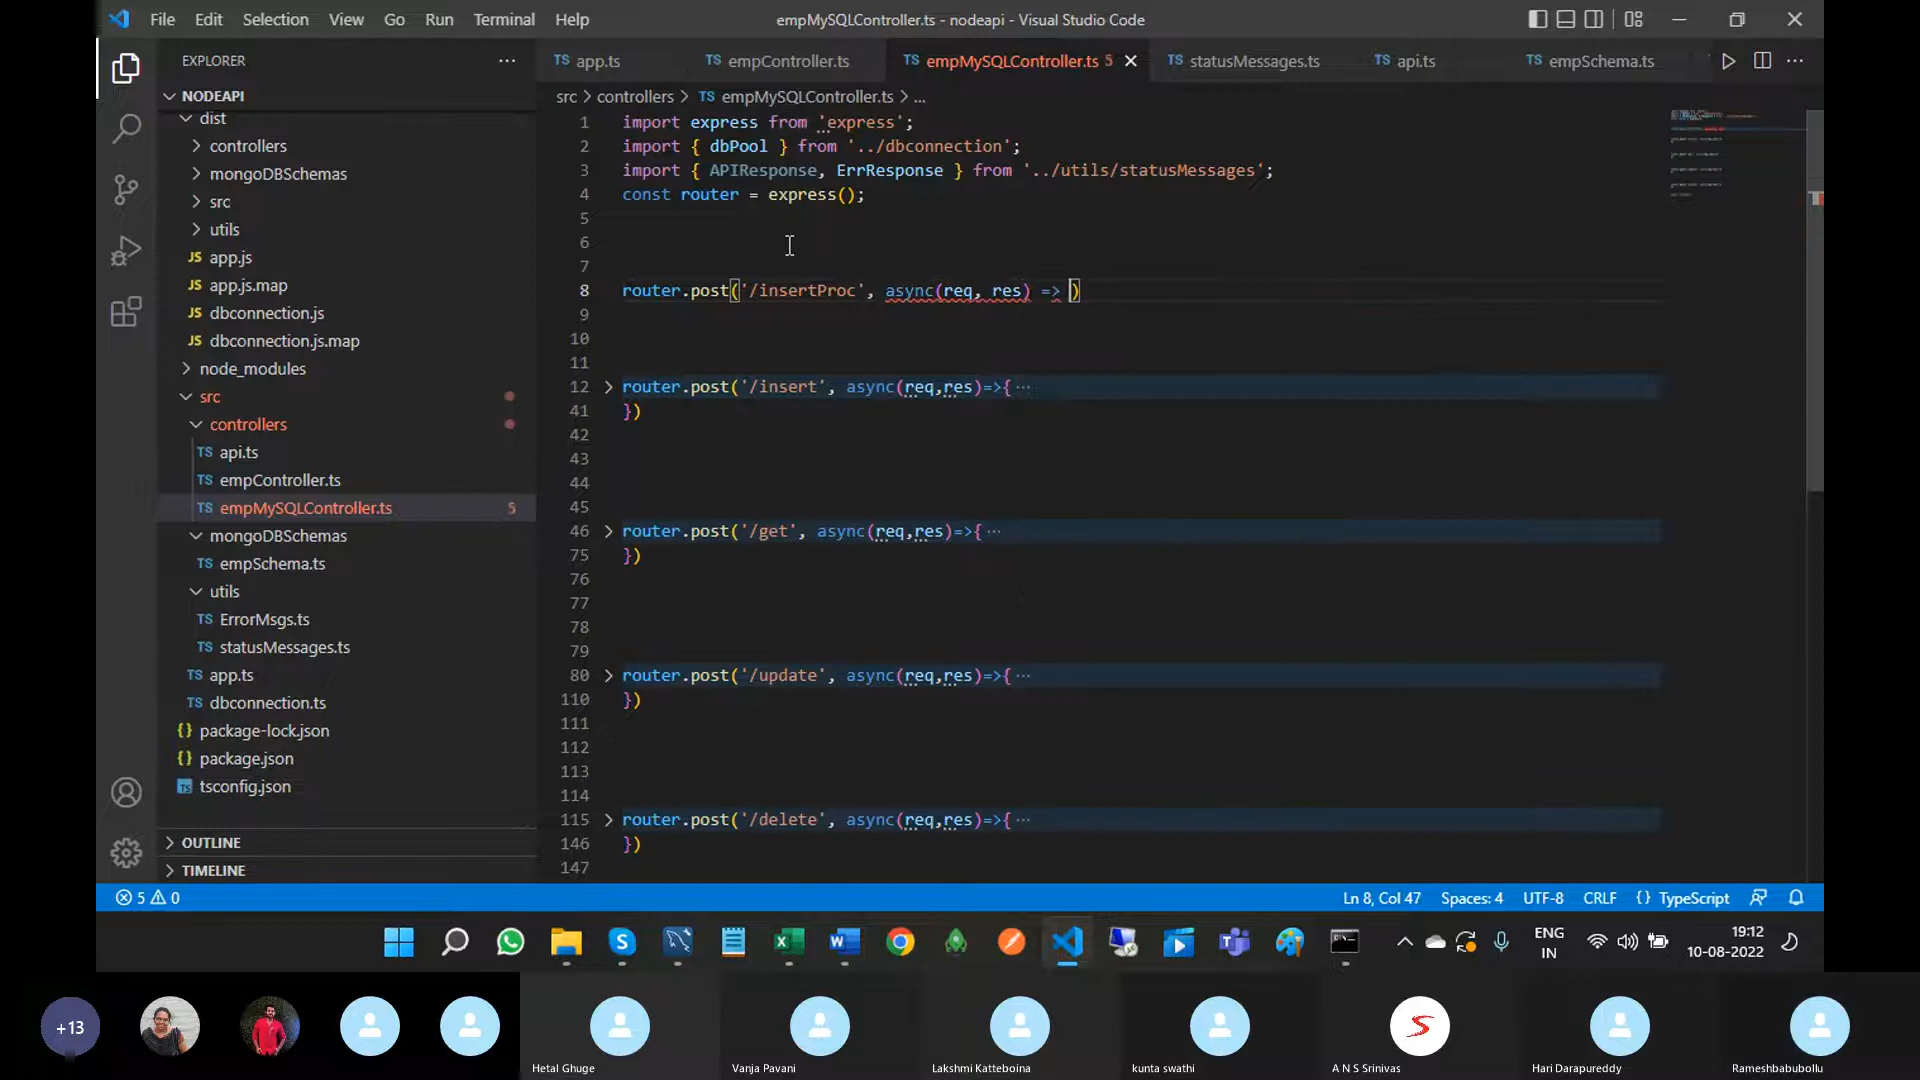 File Edit Selection View Go Run Terminal Help
empMySQLController.ts - nodeapi - Visual Studio Code
EXPLORER
NODEAPI
dist
controllers
mongoDBSchemas
src
utils
JS app.js
JS app.js.map
JS dbconnection.js
JS dbconnection.js.map
node_modules
src
controllers
TS api.ts
TS empController.ts
TS empMySQLController.ts 5
mongoDBSchemas
TS empSchema.ts
utils
TS ErrorMsgs.ts
TS statusMessages.ts
TS app.ts
TS dbconnection.ts
{} package-lock.json
{} package.json
tsconfig.json
OUTLINE
TIMELINE
TS app.ts TS empController.ts TS empMySQLController.ts 5 TS statusMessages.ts TS api.ts TS empSchema.ts
src > controllers > TS empMySQLController.ts > ...
1 import express from 'express';
2 import { dbPool } from '../dbconnection';
3 import { APIResponse, ErrResponse } from '../utils/statusMessages';
4 const router = express();
5
6
7
8 router.post('/insertProc', async(req, res) => )
9
10
11
12 router.post('/insert', async(req,res)=>{ ...
41 })
42
43
44
45
46 router.post('/get', async(req,res)=>{ ...
75 })
76
77
78
79
80 router.post('/update', async(req,res)=>{ ...
110 })
111
112
113
114
115 router.post('/delete', async(req,res)=>{ ...
146 })
147
5 0
Ln 8, Col 47 Spaces: 4 UTF-8 CRLF {} TypeScript
ENG
IN
19:12
10-08-2022
+13
Hetal Ghuge
Vanja Pavani
Lakshmi Katteboina
kunta swathi
A N S Srinivas
Hari Darapureddy
Rameshbabubollu